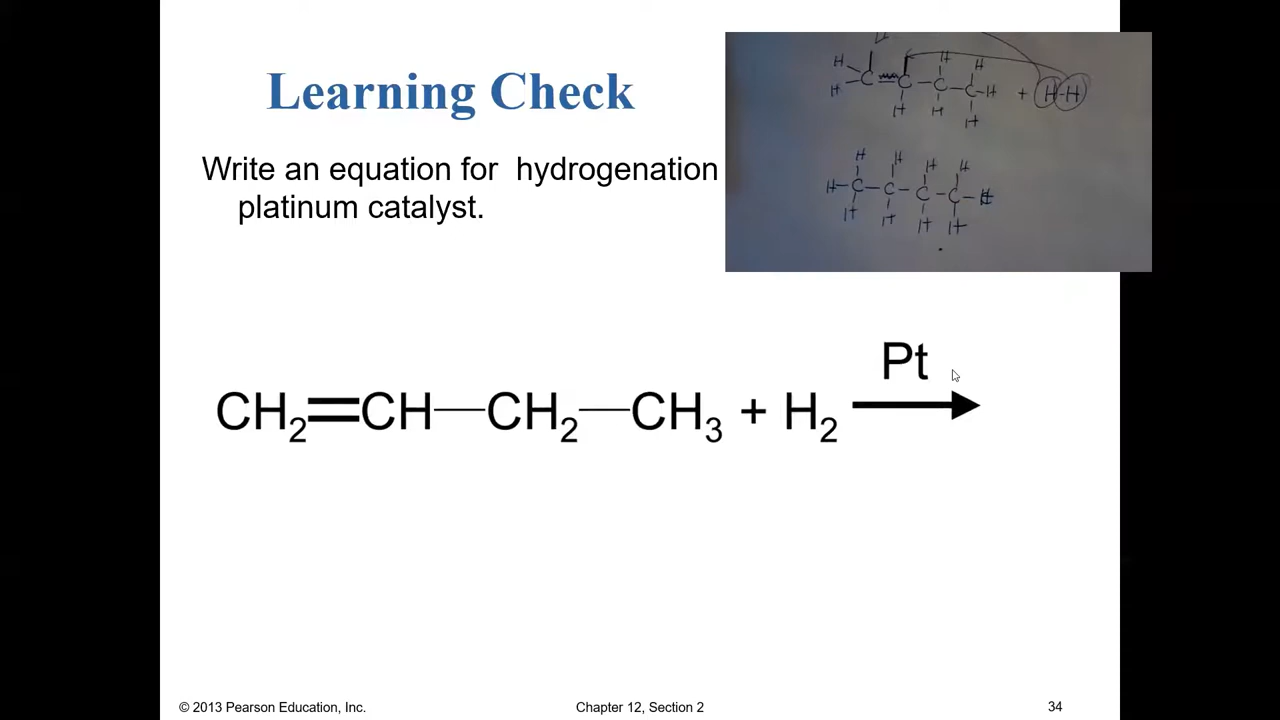 Learning Check
Write an equation for hydrogenation
platinum catalyst.
H H H
H C = C - C - C - H + H-H
H H H
H H H H
H - C - C - C - C - H
H H H H
Pt
CH₂=CH—CH₂—CH₃ + H₂ →
© 2013 Pearson Education, Inc.
Chapter 12, Section 2
34